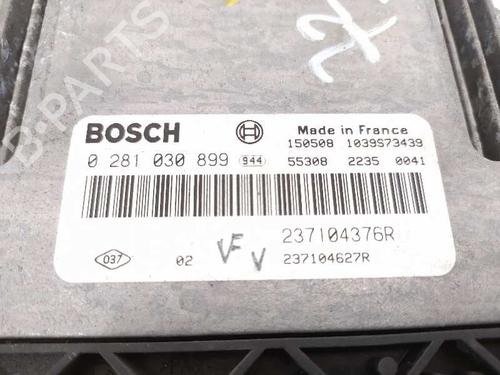 BOSCH
Made in France
150508 1039S73439
0 281 030 899 944
55308 2235 0041
237104376R
037 02 VF V
237104627R
B-PARTS